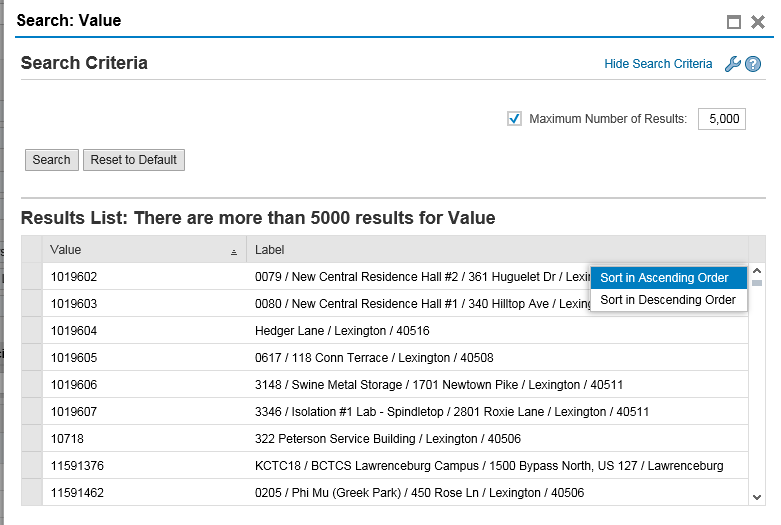 Search: Value
Search Criteria
Hide Search Criteria
Maximum Number of Results: 5,000
Search Reset to Default
Results List: There are more than 5000 results for Value
Value Label
1019602 0079 / New Central Residence Hall #2 / 361 Huguelet Dr /
Sort in Ascending Order
1019603 0080 / New Central Residence Hall #1 / 340 Hilltop Ave /
Sort in Descending Order
1019604 Hedger Lane / Lexington / 40516
1019605 0617 / 118 Conn Terrace / Lexington / 40508
1019606 3148 / Swine Metal Storage / 1701 Newtown Pike / Lexington / 40511
1019607 3346 / Isolation #1 Lab - Spindletop / 2801 Roxie Lane / Lexington / 40511
10718 322 Peterson Service Building / Lexington / 40506
11591376 KCTC18 / BCTCS Lawrenceburg Campus / 1500 Bypass North, US 127 / Lawrenceburg
11591462 0205 / Phi Mu (Greek Park) / 450 Rose Ln / Lexington / 40506